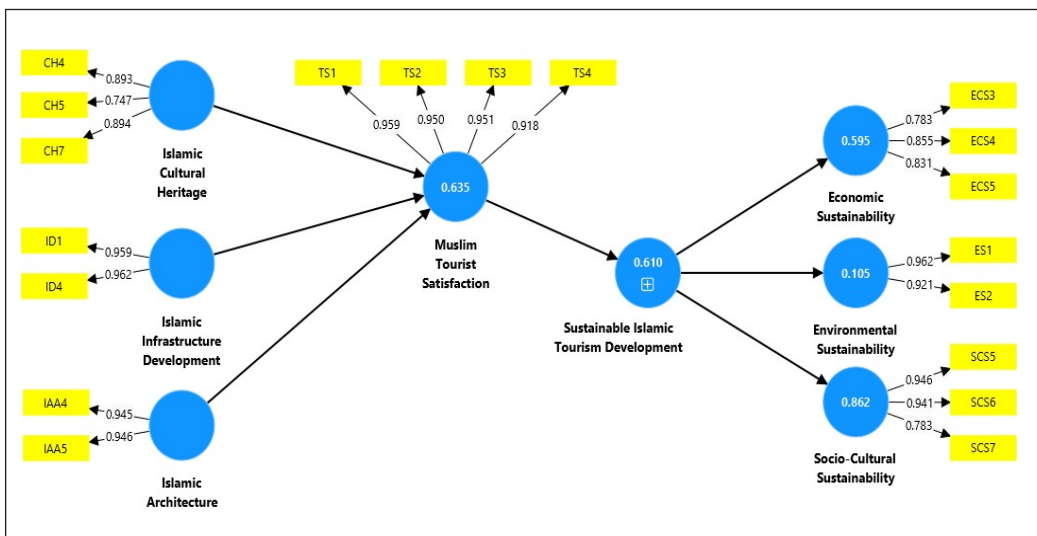 CH4
0.893
CH5
0.747
CH7
0.894
Islamic
Cultural
Heritage
ID1
0.959
ID4
0.962
Islamic
Infrastructure
Development
IAA4
0.945
IAA5
0.946
Islamic
Architecture
TS1
TS2
TS3
TS4
0.959
0.950
0.951
0.918
0.635
Muslim
Tourist
Satisfaction
0.610
Sustainable Islamic
Tourism Development
0.595
Economic
Sustainability
0.783
ECS3
0.855
ECS4
0.831
ECS5
0.105
Environmental
Sustainability
0.962
ES1
0.921
ES2
0.862
Socio-Cultural
Sustainability
0.946
SCS5
0.941
SCS6
0.783
SCS7